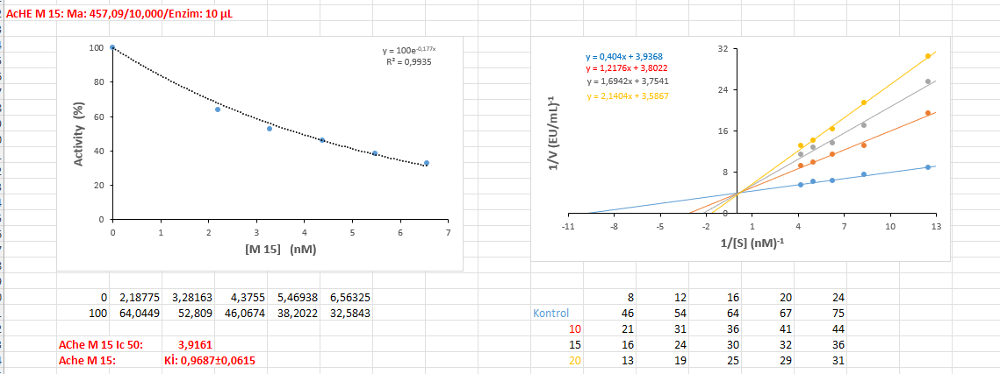 AcHE M 15: Ma: 457,09/10,000/Enzim: 10 µL
y = 100e-0,177x
R² = 0,9935
100
80
60
40
20
0
Activity (%)
0 1 2 3 4 5 6 7
[M 15] (nM)
y = 0,404x + 3,9368
y = 1,2176x + 3,8022
y = 1,6942x + 3,7541
y = 2,1404x + 3,5867
32
24
16
8
0
1/V (EU/mL)-1
-11 -8 -5 -2 1 4 7 10 13
1/[S] (nM)-1
0 2,18775 3,28163 4,3755 5,46938 6,56325
100 64,0449 52,809 46,0674 38,2022 32,5843
AChe M 15 Ic 50: 3,9161
Ache M 15: Kİ: 0,9687±0,0615
8 12 16 20 24
Kontrol 46 54 64 67 75
10 21 31 36 41 44
15 16 24 30 32 36
20 13 19 25 29 31